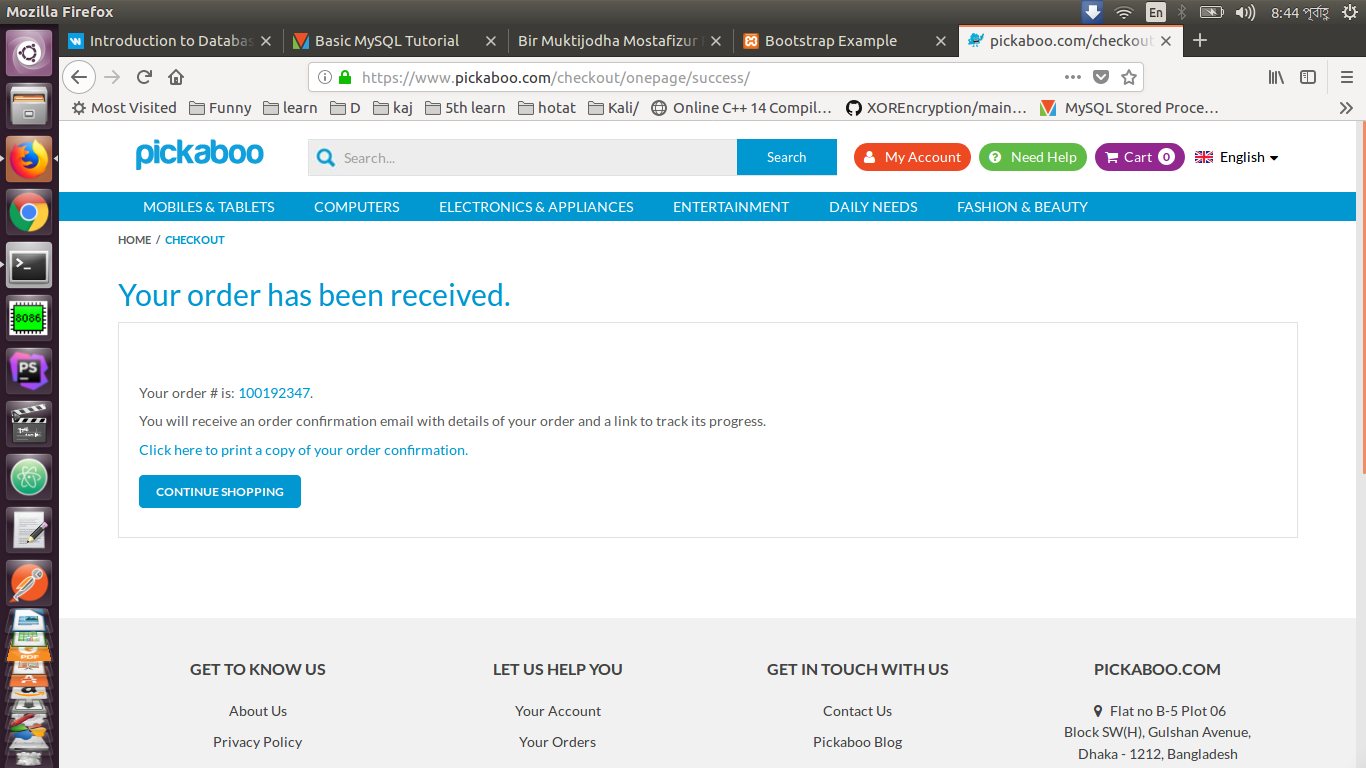 Mozilla Firefox
En
8:44 পূর্বাহ্ণ
Introduction to Databas
Basic MySQL Tutorial
Bir Muktijodha Mostafizur
Bootstrap Example
pickaboo.com/checkout
https://www.pickaboo.com/checkout/onepage/success/
Most Visited
Funny
learn
D
kaj
5th learn
hotat
Kali/
Online C++ 14 Compil...
XOREncryption/main...
MySQL Stored Proce...
pickaboo
Search...
Search
My Account
Need Help
Cart 0
English
MOBILES & TABLETS
COMPUTERS
ELECTRONICS & APPLIANCES
ENTERTAINMENT
DAILY NEEDS
FASHION & BEAUTY
HOME / CHECKOUT
Your order has been received.
Your order # is: 100192347.
You will receive an order confirmation email with details of your order and a link to track its progress.
Click here to print a copy of your order confirmation.
CONTINUE SHOPPING
8086
PS
GET TO KNOW US
About Us
Privacy Policy
LET US HELP YOU
Your Account
Your Orders
GET IN TOUCH WITH US
Contact Us
Pickaboo Blog
PICKABOO.COM
Flat no B-5 Plot 06
Block SW(H), Gulshan Avenue,
Dhaka - 1212, Bangladesh